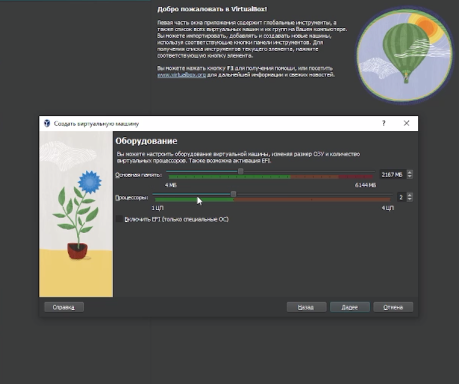 Добро пожаловать в VirtualBox!
Левая часть окна приложения содержит глобальные инструменты, а
также список всех виртуальных машин и их групп на Вашем компьютере.
Вы можете импортировать, добавлять и создавать новые машины,
используя соответствующие кнопки панели инструментов. Для
получения списка инструментов текущего элемента, нажмите
соответствующую кнопку элемента.
Вы можете нажать кнопку F1 для получения помощи, или посетить
www.virtualbox.org для дальнейшей информации и свежих новостей.
Создать виртуальную машину
? ×
Оборудование
Вы можете настроить оборудование виртуальной машины, изменяя размер ОЗУ и количество
виртуальных процессоров. Также возможна активация EFI.
Основная память: 2167 МБ
4 МБ 6144 МБ
Процессоры: 2
1 ЦП 4 ЦП
Включить EFI (только специальные ОС)
Справка Назад Далее Отмена